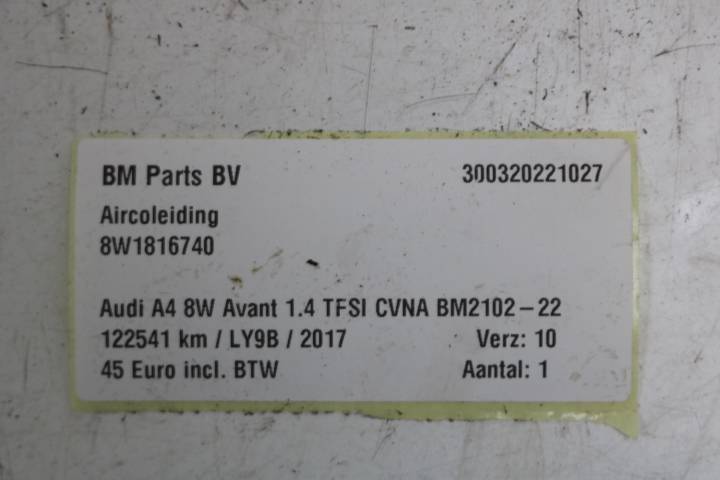 BM Parts BV 300320221027
Aircoleiding
8W1816740
Audi A4 8W Avant 1.4 TFSI CVNA BM2102-22
122541 km / LY9B / 2017 Verz: 10
45 Euro incl. BTW Aantal: 1